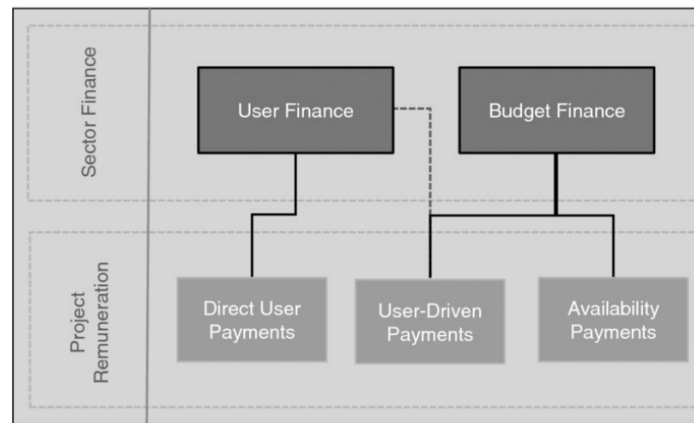 Sector Finance
User Finance
Budget Finance
Project
Remuneration
Direct User
Payments
User-Driven
Payments
Availability
Payments